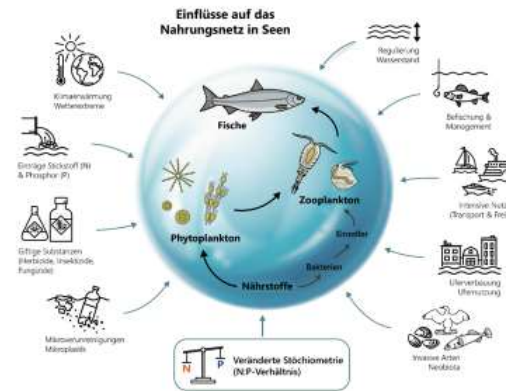 Einflüsse auf das
Nahrungsnetz in Seen
Klimaerwärmung
Wetterextreme
Einträge Stickstoff (N)
& Phosphor (P)
Giftige Substanzen
(Herbizide, Insektizide,
Fungizide)
Mikroverunreinigungen
Mikroplastik
Fische
Zooplankton
Phytoplankton
Einzeller
Bakterien
Nährstoffe
Regulierung
Wasserstand
Befischung &
Management
Intensive Nutz
(Transport & Frei
Uferverbauung
Ufernutzung
Invasive Arten
Neobiota
N
P
Veränderte Stöchiometrie
(N:P-Verhältnis)